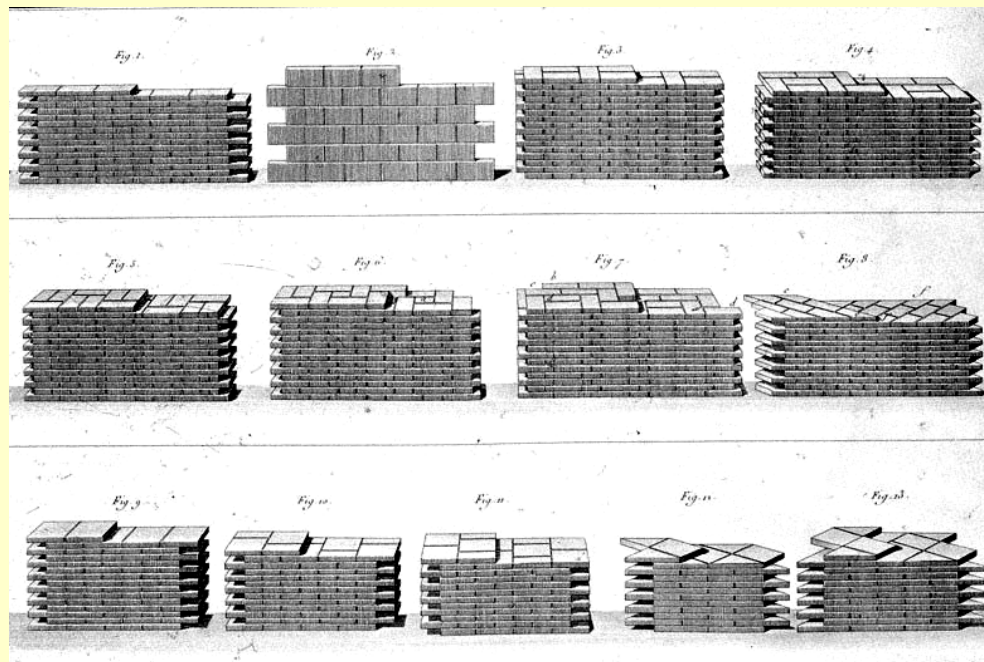 Fig. 1.
Fig. 2
Fig. 3
Fig. 4
Fig. 5.
Fig. 6
Fig. 7
Fig. 8
b
d
e
f
Fig. 9
Fig. 10.
Fig. 11
Fig. 12
Fig. 13.